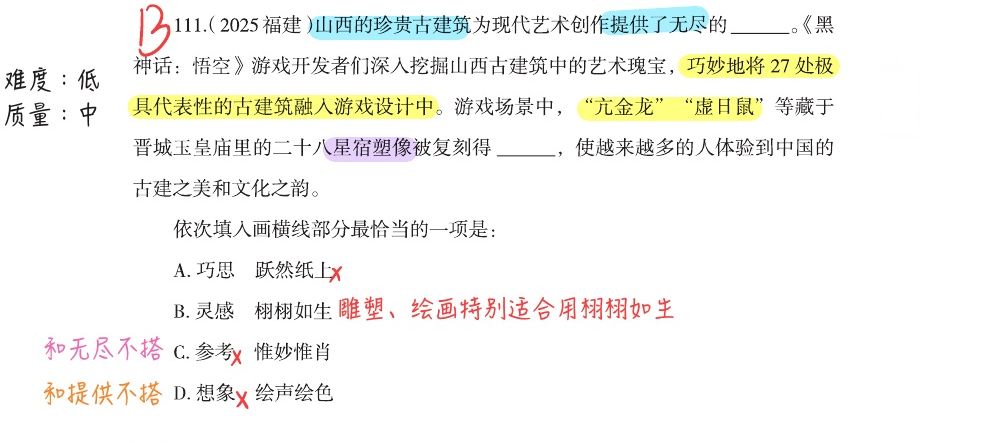 B 111.（2025福建）山西的珍贵古建筑为现代艺术创作提供了无尽的______。《黑
神话：悟空》游戏开发者们深入挖掘山西古建筑中的艺术瑰宝，巧妙地将27处极
难度：低
具代表性的古建筑融入游戏设计中。游戏场景中，“亢金龙”“虚日鼠”等藏于
质量：中
晋城玉皇庙里的二十八星宿塑像被复刻得______，使越来越多的人体验到中国的
古建之美和文化之韵。
依次填入画横线部分最恰当的一项是：
A. 巧思 跃然纸上x
B. 灵感 栩栩如生 雕塑、绘画特别适合用栩栩如生
和无尽不搭 C. 参考x 惟妙惟肖
和提供不搭 D. 想象x 绘声绘色